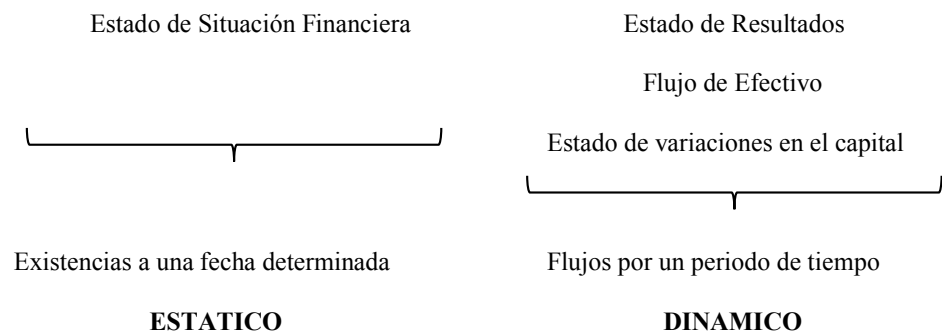 Estado de Situación Financiera
Estado de Resultados
Flujo de Efectivo
Estado de variaciones en el capital
Existencias a una fecha determinada
Flujos por un periodo de tiempo
ESTATICO
DINAMICO